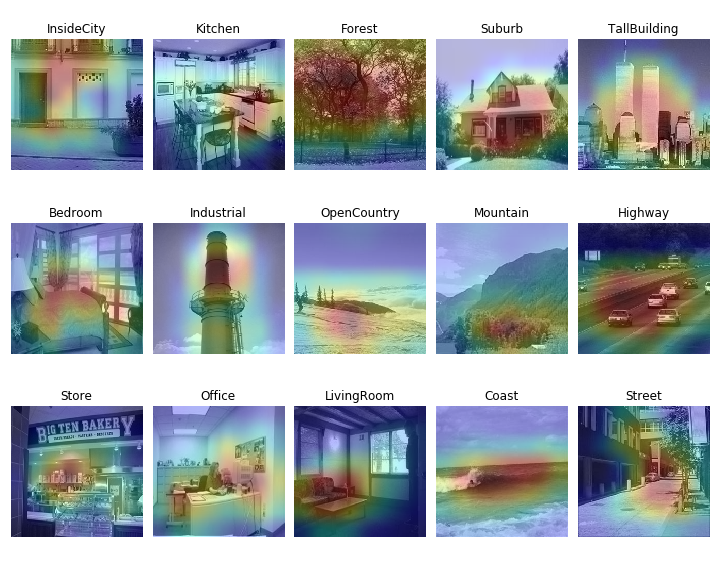 InsideCity
Kitchen
Forest
Suburb
TallBuilding
Bedroom
Industrial
OpenCountry
Mountain
Highway
Store
Office
LivingRoom
Coast
Street
BIG TEN BAKERY